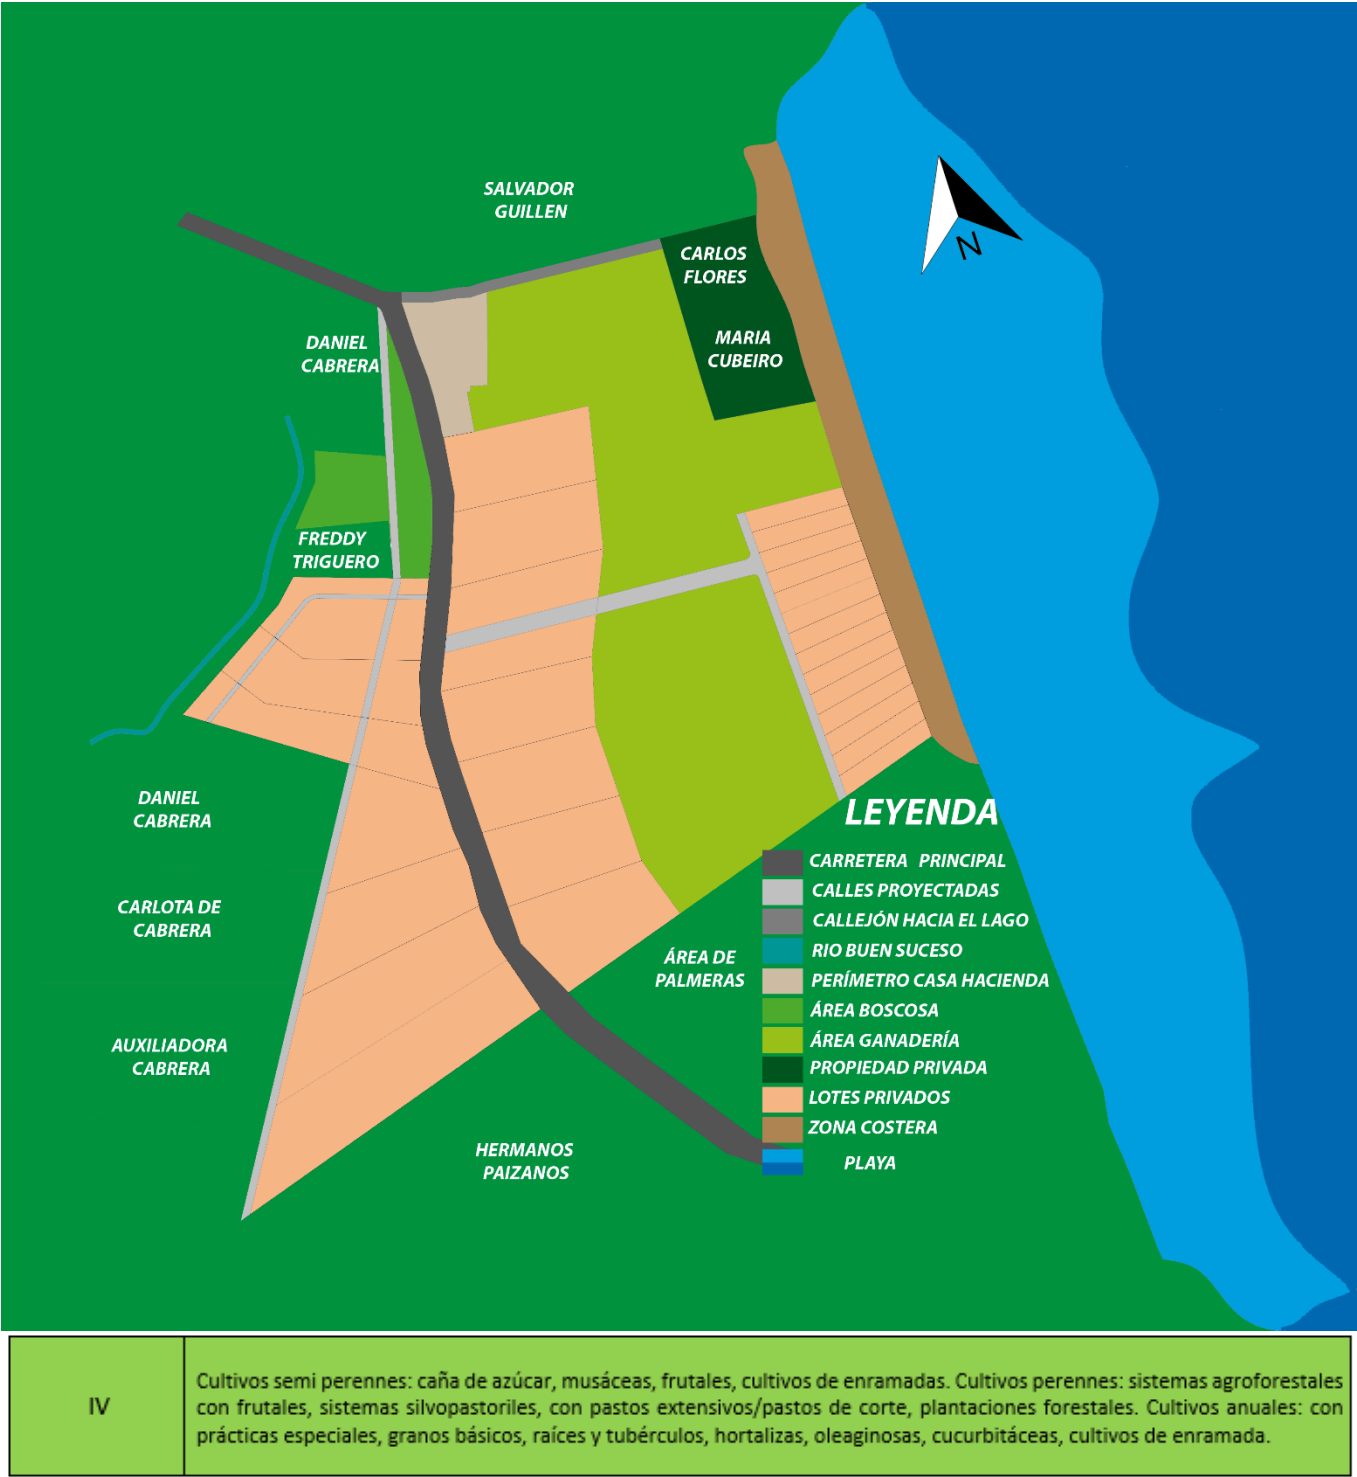 SALVADOR
GUILLEN
CARLOS
FLORES
N
MARIA
CUBEIRO
DANIEL
CABRERA
FREDDY
TRIGUERO
DANIEL
CABRERA
CARLOTA DE
CABRERA
AUXILIADORA
CABRERA
ÁREA DE
PALMERAS
HERMANOS
PAIZANOS
LEYENDA
CARRETERA PRINCIPAL
CALLES PROYECTADAS
CALLEJÓN HACIA EL LAGO
RIO BUEN SUCESO
PERÍMETRO CASA HACIENDA
ÁREA BOSCOSA
ÁREA GANADERÍA
PROPIEDAD PRIVADA
LOTES PRIVADOS
ZONA COSTERA
PLAYA
IV
Cultivos semi perennes: caña de azúcar, musáceas, frutales, cultivos de enramadas. Cultivos perennes: sistemas agroforestales
con frutales, sistemas silvopastoriles, con pastos extensivos/pastos de corte, plantaciones forestales. Cultivos anuales: con
prácticas especiales, granos básicos, raíces y tubérculos, hortalizas, oleaginosas, cucurbitáceas, cultivos de enramada.